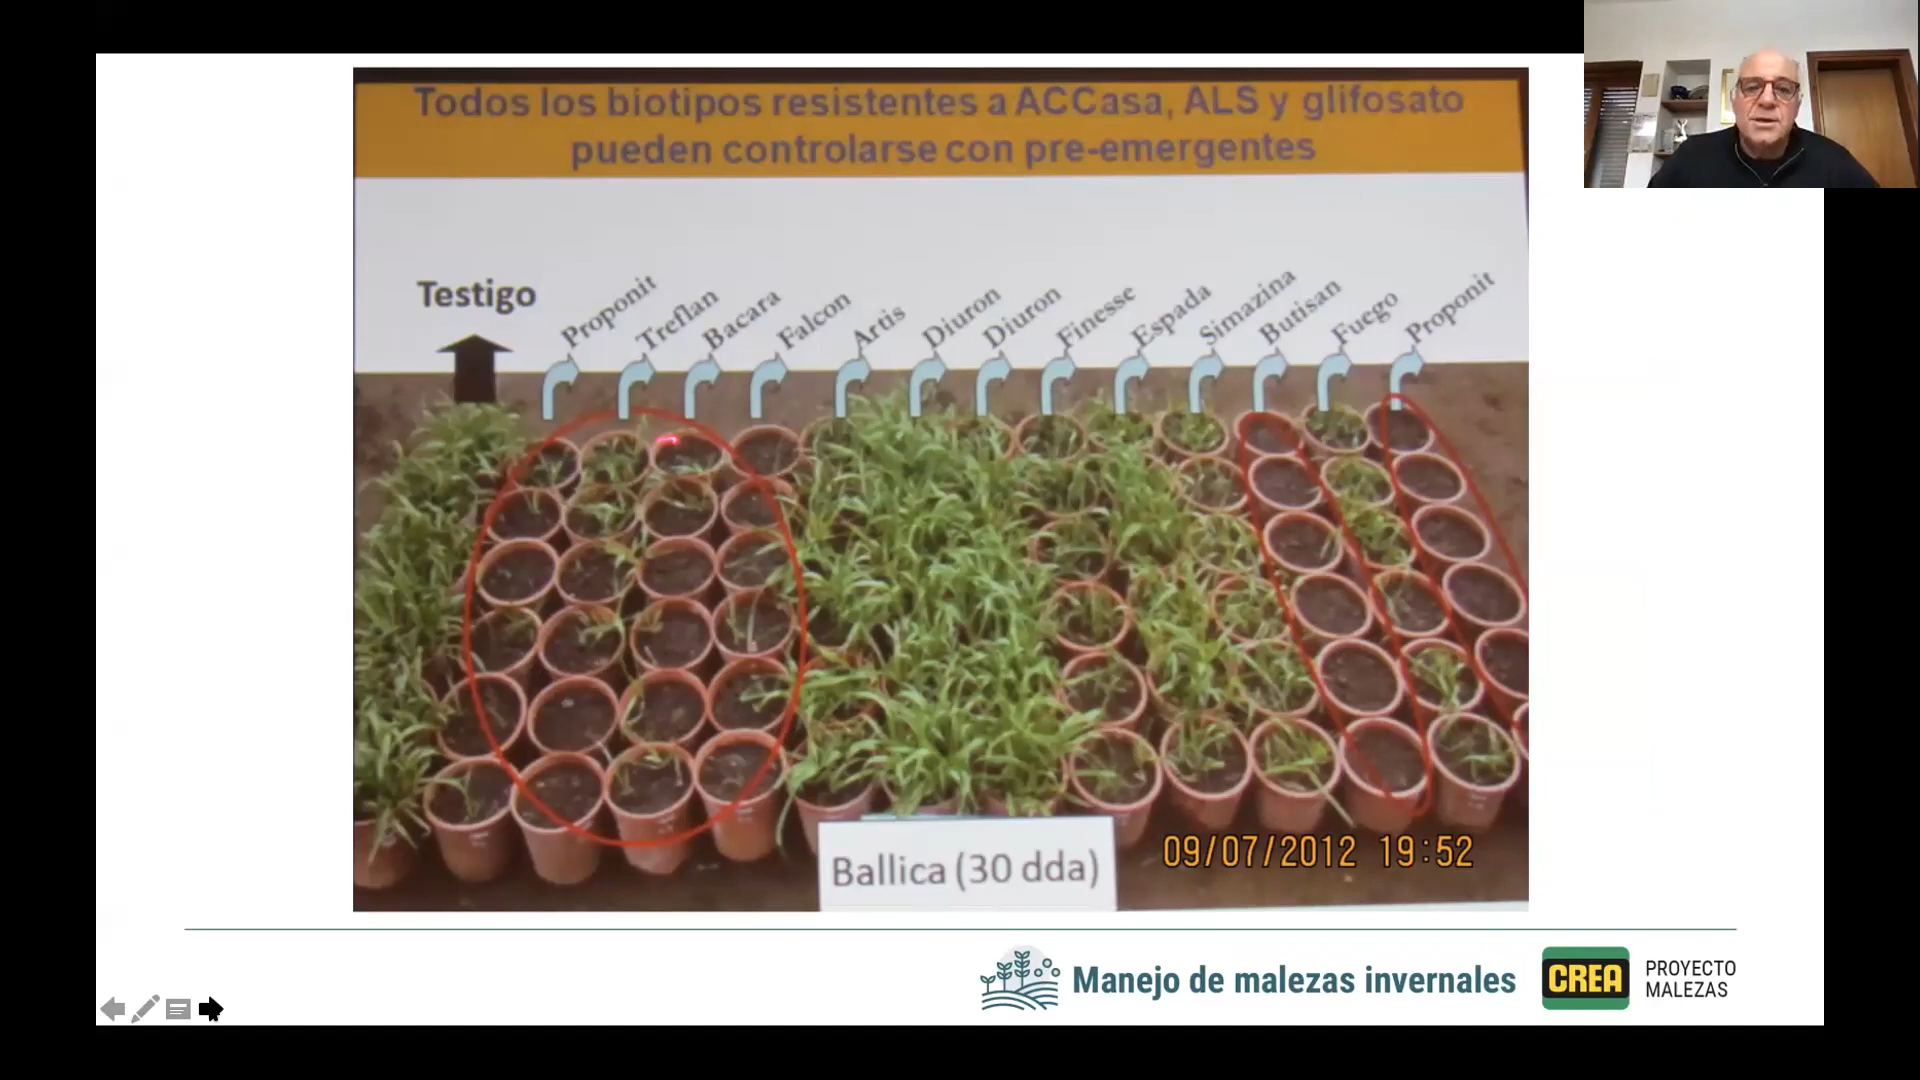 Todos los biotipos resistentes a ACCasa, ALS y glifosato
pueden controlarse con pre-emergentes
Testigo
Proponit
Treflan
Bacara
Falcon
Artis
Diuron
Diuron
Finesse
Espada
Simazina
Butisan
Fuego
Proponit
Ballica (30 dda)
09/07/2012 19:52
Manejo de malezas invernales
CREA
PROYECTO
MALEZAS